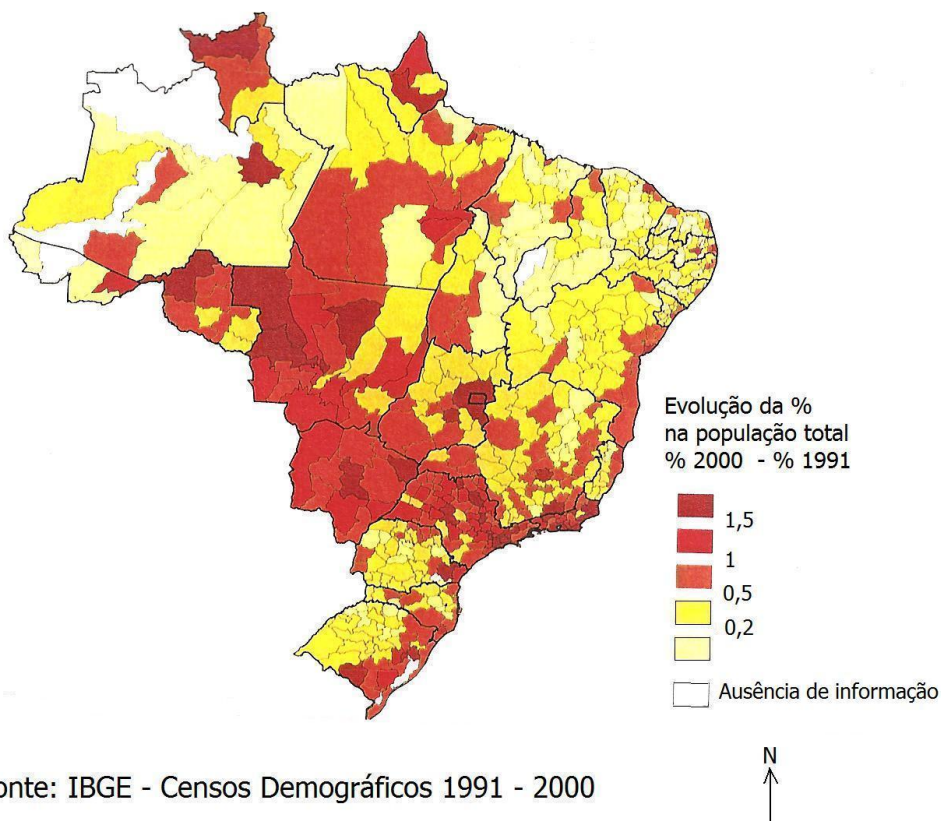 Evolução da %
na população total
% 2000 - % 1991
1,5
1
0,5
0,2
Ausência de informação
N
onte: IBGE - Censos Demográficos 1991 - 2000